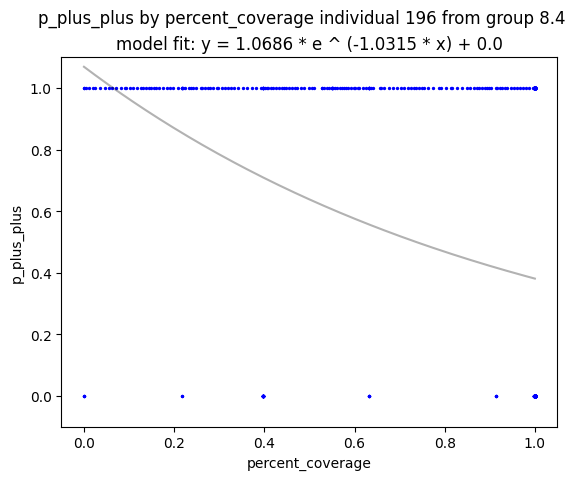 p_plus_plus by percent_coverage individual 196 from group 8.4
model fit: y = 1.0686 * e ^ (-1.0315 * x) + 0.0
1.0
0.8
0.6
0.4
0.2
0.0
p_plus_plus
0.0 0.2 0.4 0.6 0.8 1.0
percent_coverage